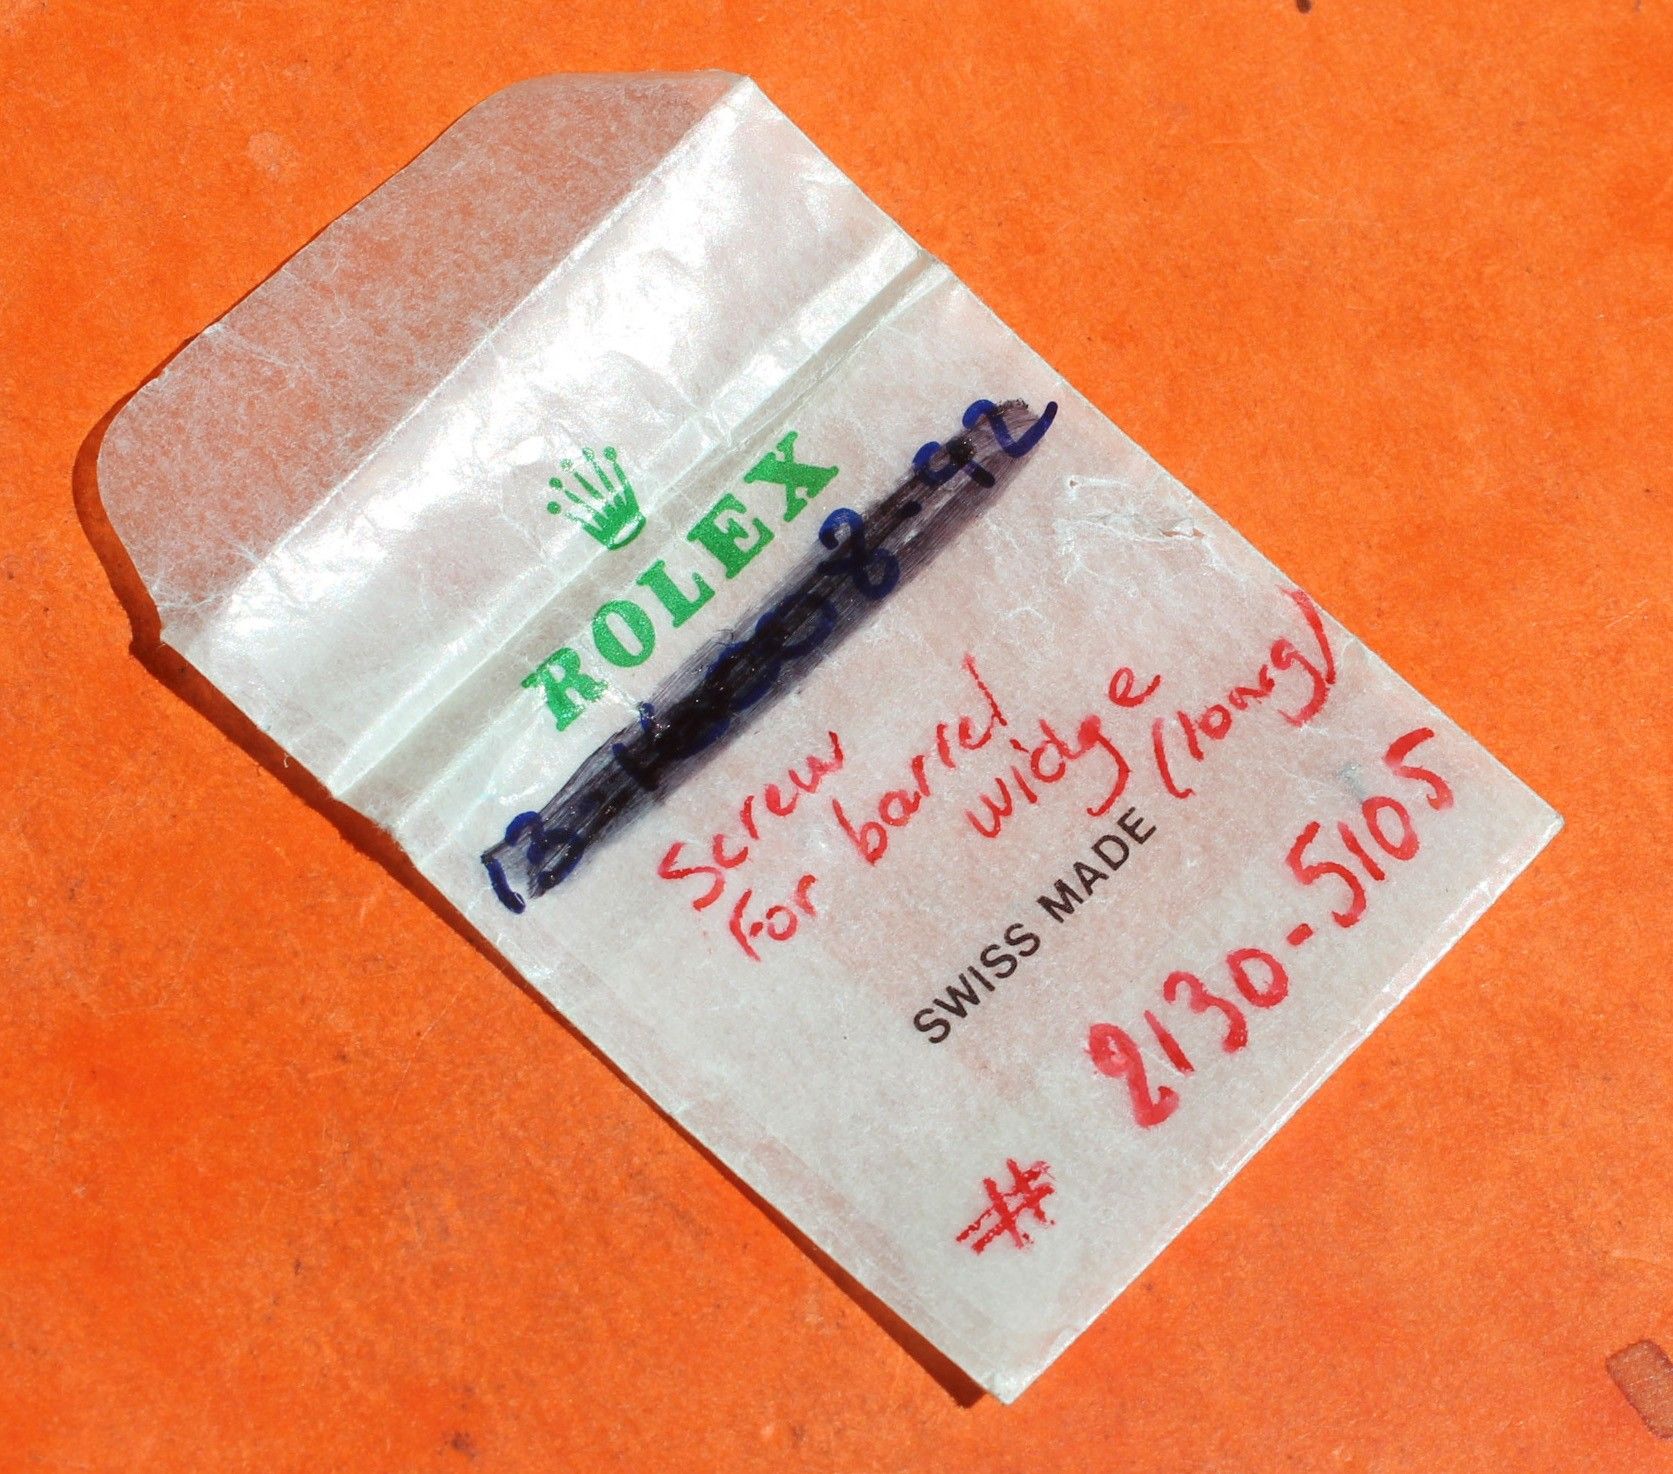 ROLEX
Screw
For barrel
widge
(long)
SWISS MADE
# 2130-5105